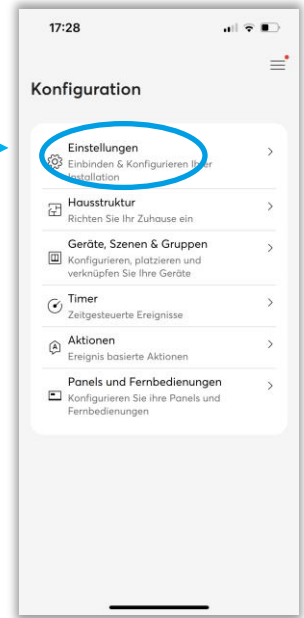 17:28
Konfiguration
Einstellungen
Einbinden & Konfigurieren Ihrer
Installation
Hausstruktur
Richten Sie Ihr Zuhause ein
Geräte, Szenen & Gruppen
Konfigurieren, platzieren und
verknüpfen Sie Ihre Geräte
Timer
Zeitgesteuerte Ereignisse
Aktionen
Ereignis basierte Aktionen
Panels und Fernbedienungen
Konfigurieren Sie ihre Panels und
Fernbedienungen